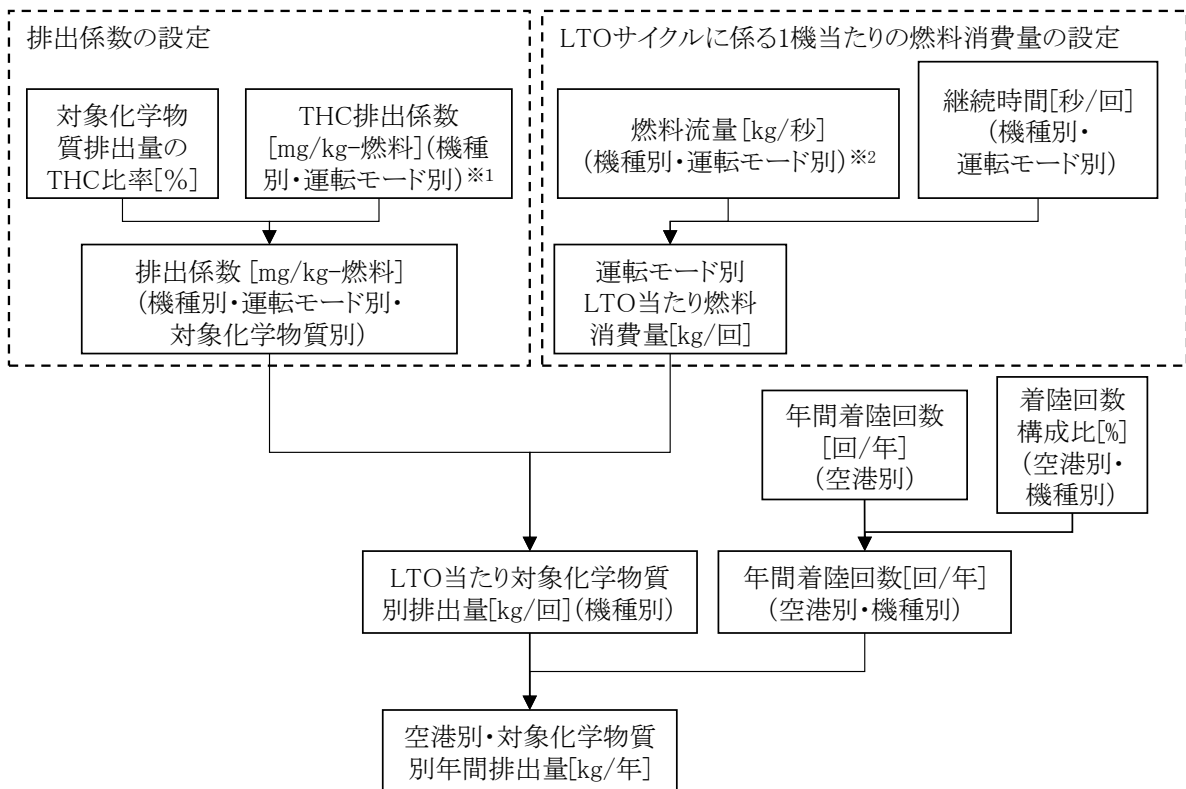 排出係数の設定
対象化学物
質排出量の
THC比率[%]
THC排出係数
[mg/kg-燃料](機種
別・運転モード別)※1
排出係数 [mg/kg-燃料]
(機種別・運転モード別・
対象化学物質別)
LTOサイクルに係る1機当たりの燃料消費量の設定
燃料流量[kg/秒]
(機種別・運転モード別)※2
継続時間[秒/回]
(機種別・
運転モード別)
運転モード別
LTO当たり燃料
消費量[kg/回]
年間着陸回数
[回/年]
(空港別)
着陸回数
構成比[%]
(空港別・
機種別)
LTO当たり対象化学物質
別排出量[kg/回](機種別)
年間着陸回数[回/年]
(空港別・機種別)
空港別・対象化学物質
別年間排出量[kg/年]